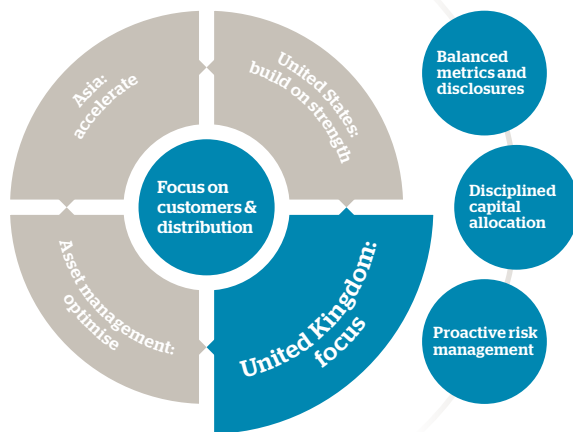 Asia:
accelerate
United States:
build on strength
Focus on
customers &
distribution
Asset management:
optimise
United Kingdom:
focus
Balanced
metrics and
disclosures
Disciplined
capital
allocation
Proactive risk
management